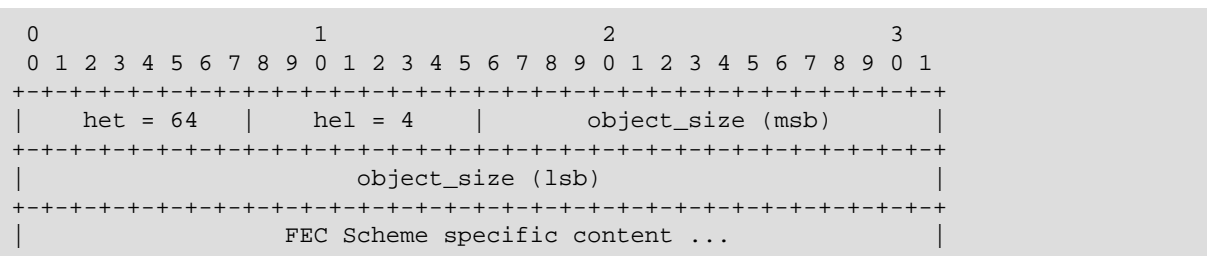 0                   1                   2                   3
 0 1 2 3 4 5 6 7 8 9 0 1 2 3 4 5 6 7 8 9 0 1 2 3 4 5 6 7 8 9 0 1
+-+-+-+-+-+-+-+-+-+-+-+-+-+-+-+-+-+-+-+-+-+-+-+-+-+-+-+-+-+-+-+-+
|    het = 64   |    hel = 4    |       object_size (msb)       |
+-+-+-+-+-+-+-+-+-+-+-+-+-+-+-+-+-+-+-+-+-+-+-+-+-+-+-+-+-+-+-+-+
|                       object_size (lsb)                       |
+-+-+-+-+-+-+-+-+-+-+-+-+-+-+-+-+-+-+-+-+-+-+-+-+-+-+-+-+-+-+-+-+
|                  FEC Scheme specific content ...              |